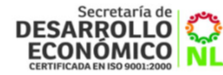 Secretaría de
DESARROLLO
ECONÓMICO
CERTIFICADA EN ISO 9001:2000
NL